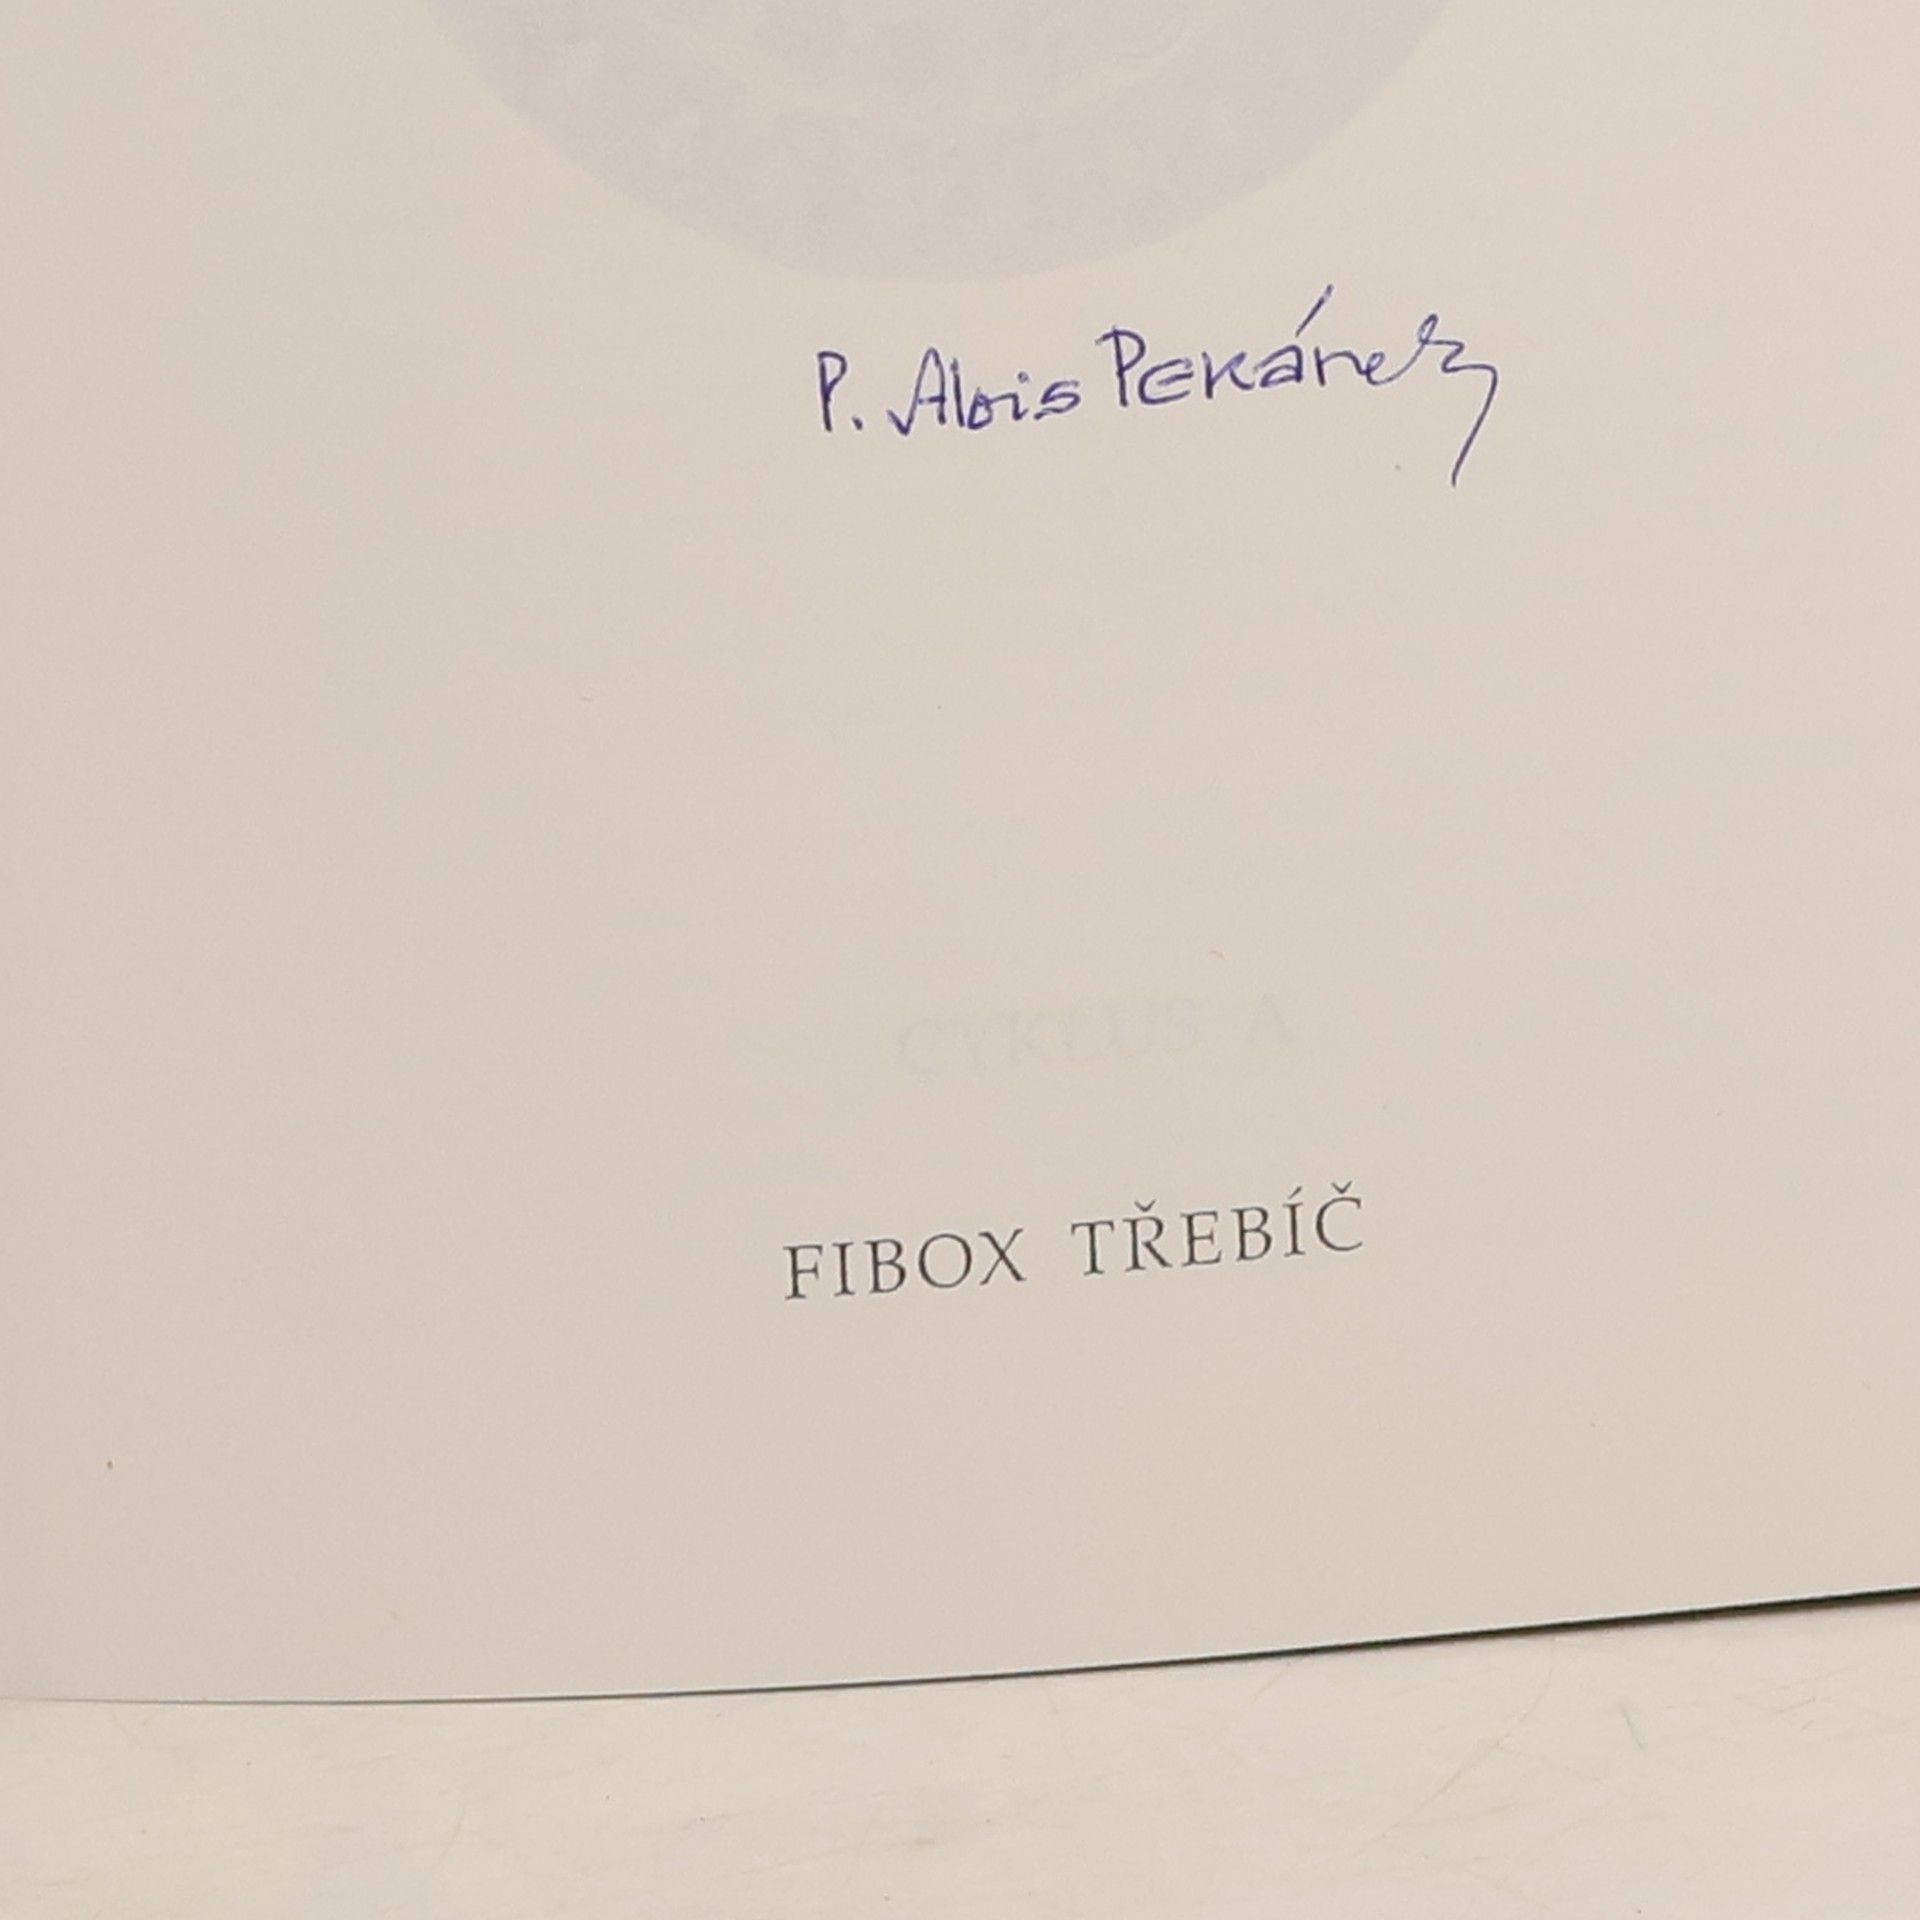 P. Alois Pekárek
CYKLUS A
FIBOX TŘEBÍČ